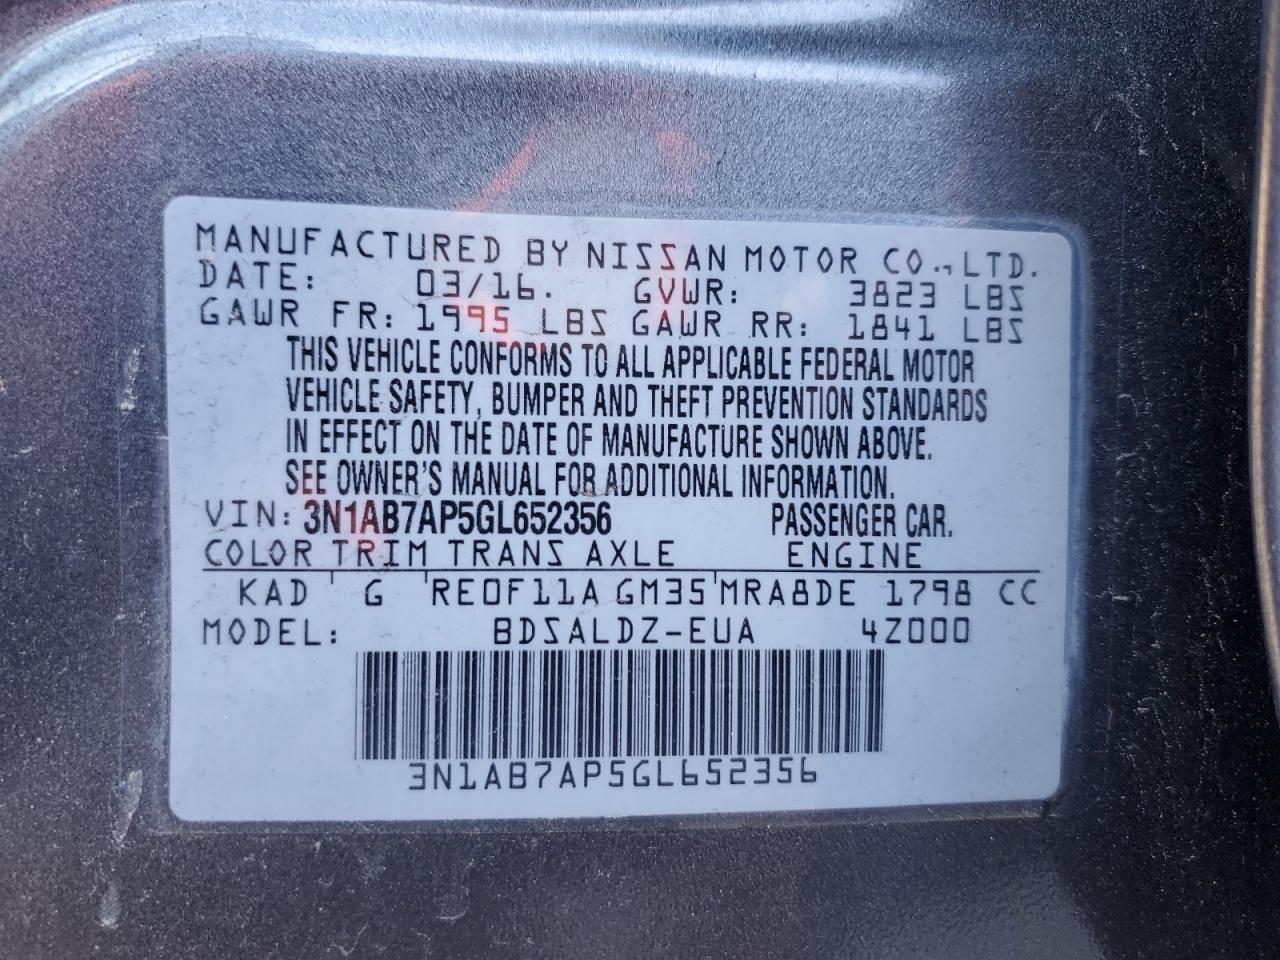 MANUFACTURED BY NISSAN MOTOR CO., LTD.
DATE: 03/16. GVWR: 3823 LBS
GAWR FR: 1995 LBS GAWR RR: 1841 LBS
THIS VEHICLE CONFORMS TO ALL APPLICABLE FEDERAL MOTOR
VEHICLE SAFETY, BUMPER AND THEFT PREVENTION STANDARDS
IN EFFECT ON THE DATE OF MANUFACTURE SHOWN ABOVE.
SEE OWNER'S MANUAL FOR ADDITIONAL INFORMATION.
VIN: 3N1AB7AP5GL652356 PASSENGER CAR.
COLOR TRIM TRANS AXLE ENGINE
KAD G RE0F11A GM35 MRA8DE 1798 CC
MODEL: BDSALDZ-EUA 4Z000
3N1AB7AP5GL652356